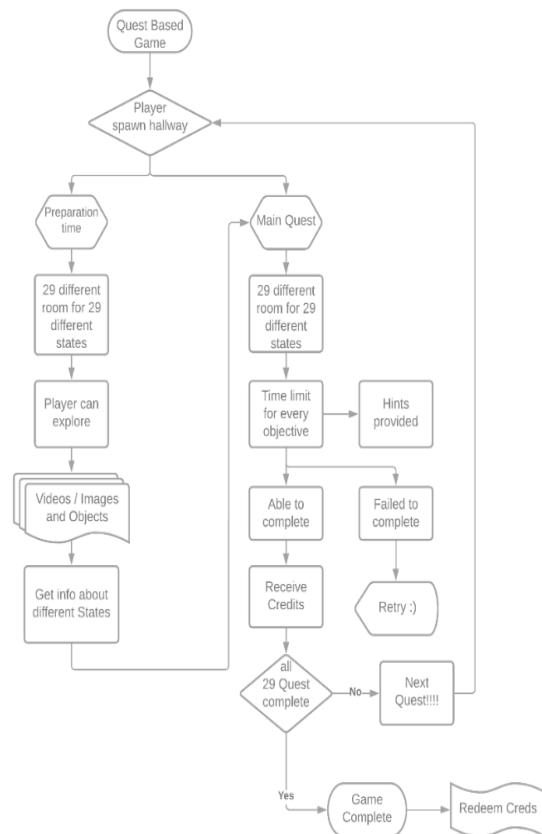 Quest Based
Game
Player
spawn hallway
Preparation
time
Main Quest
29 different
room for 29
different
states
29 different
room for 29
different
states
Player can
explore
Time limit
for every
objective
Hints
provided
Videos / Images
and Objects
Able to
complete
Failed to
complete
Get info about
different States
Receive
Credits
Retry :)
all
29 Quest
complete
No
Next
Quest!!!!
Yes
Game
Complete
Redeem Creds